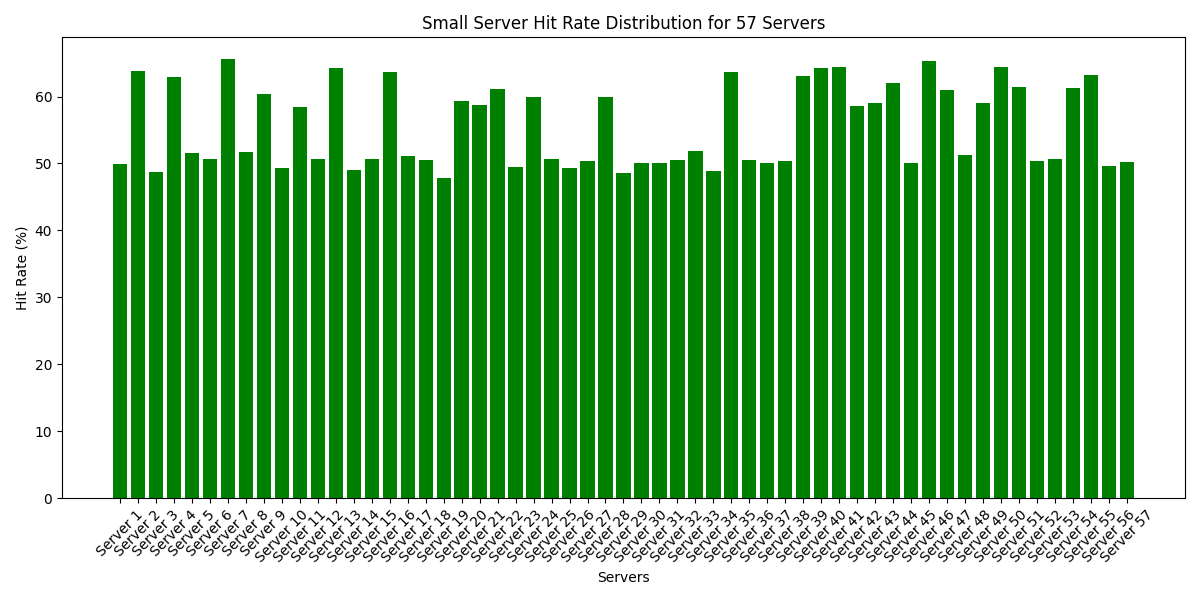 Small Server Hit Rate Distribution for 57 Servers
Hit Rate (%)
60
50
40
30
20
10
0
Server 1
Server 2
Server 3
Server 4
Server 5
Server 6
Server 7
Server 8
Server 9
Server 10
Server 11
Server 12
Server 13
Server 14
Server 15
Server 16
Server 17
Server 18
Server 19
Server 20
Server 21
Server 22
Server 23
Server 24
Server 25
Server 26
Server 27
Server 28
Server 29
Server 30
Server 31
Server 32
Server 33
Server 34
Server 35
Server 36
Server 37
Server 38
Server 39
Server 40
Server 41
Server 42
Server 43
Server 44
Server 45
Server 46
Server 47
Server 48
Server 49
Server 50
Server 51
Server 52
Server 53
Server 54
Server 55
Server 56
Server 57
Servers